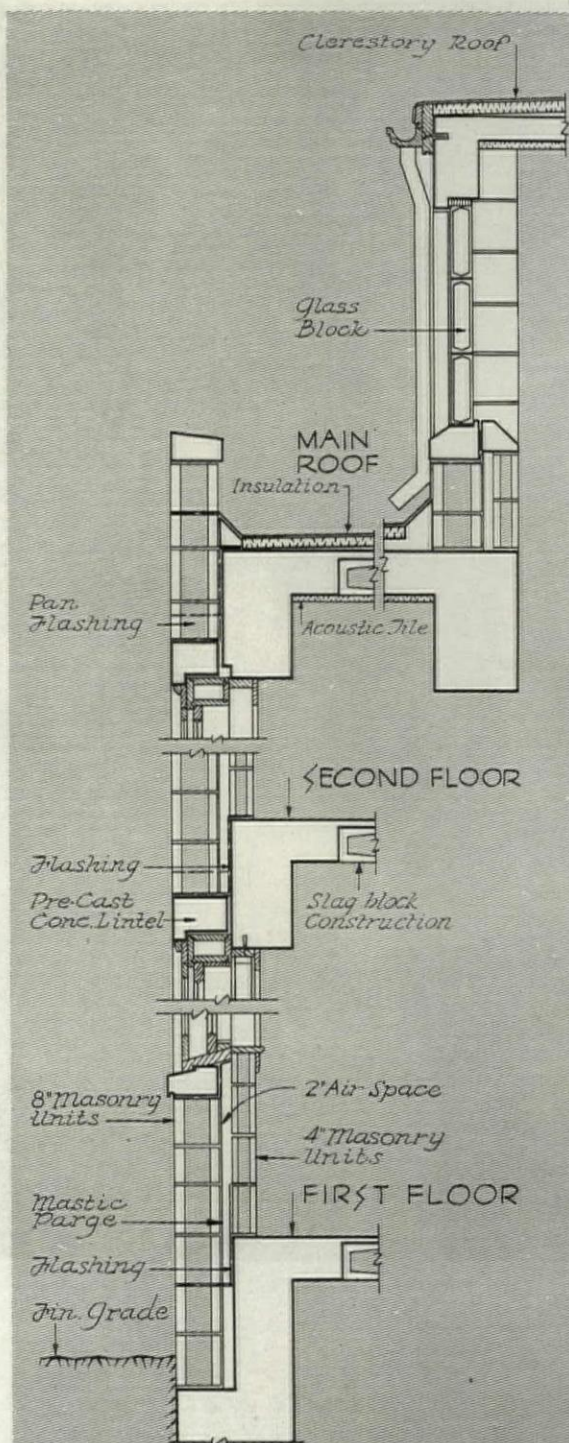 Clerestory Roof
Glass
Block
MAIN
ROOF
Insulation
Pan
Flashing
Acoustic Tile
SECOND FLOOR
Flashing
Pre-Cast
Conc. Lintel
Slag block
Construction
8" Masonry
Units
2" Air Space
4" Masonry
Units
Mastic
Parge
FIRST FLOOR
Flashing
Fin. Grade